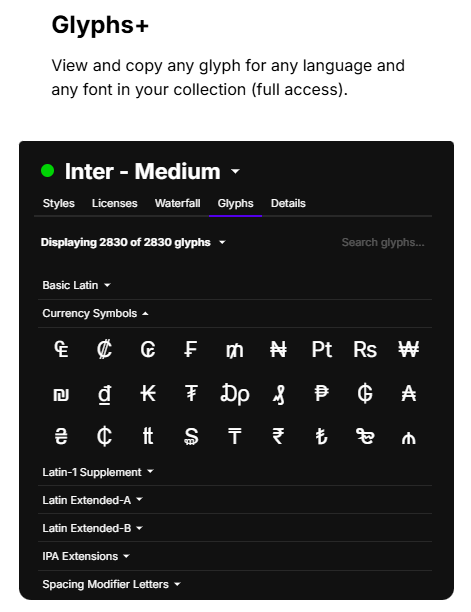 Glyphs+
View and copy any glyph for any language and
any font in your collection (full access).
Inter - Medium
Styles Licenses Waterfall Glyphs Details
Displaying 2830 of 2830 glyphs Search glyphs...
Basic Latin
Currency Symbols
₠ ₡ ₢ ₣ ₥ ₦ ₧ ₨ ₩
₪ ₫ ₭ ₮ ₯ ₰ ₱ ₲ ₳
₴ ₵ ₶ ₷ ₸ ₹ ₺ ₻ ₼
Latin-1 Supplement
Latin Extended-A
Latin Extended-B
IPA Extensions
Spacing Modifier Letters